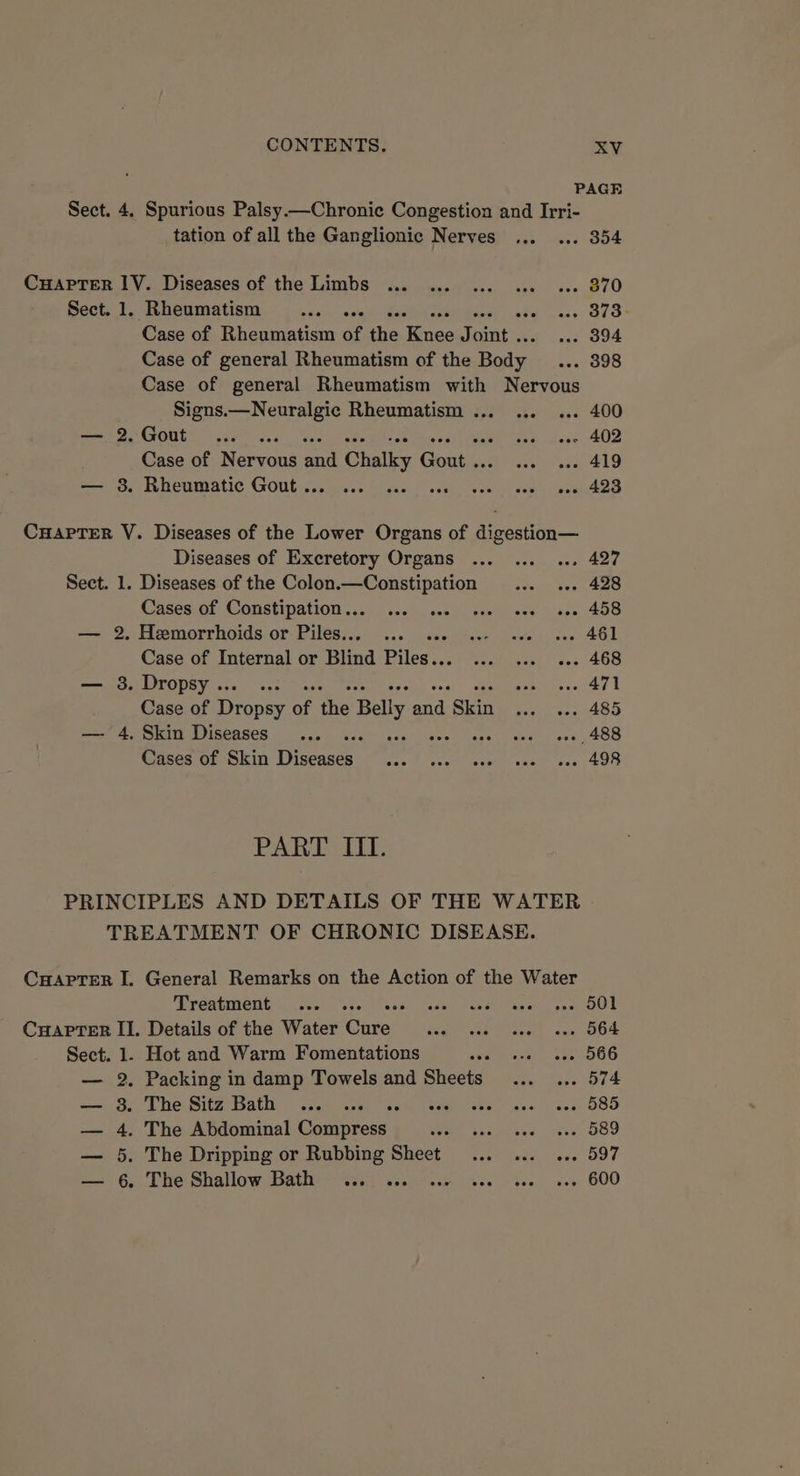 CONTENTS. XV
PAGE
Sect. 4. Spurious Palsy.—Chronic Congestion and Irri-
tation of all the Ganglionic Nerves ... ... 354
CHAPTER IV. Diseases of the Limbs ... ... ... ... ... 370
Sect. 1. Rheumatism ... ... ... ... ... ... ... 373
Case of Rheumatism of the Knee Joint ... ... 394
Case of general Rheumatism of the Body ... 398
Case of general Rheumatism with Nervous
Signs.—Neuralgic Rheumatism ... ... ... 400
— 2. Gout ... ... ... ... ... ... ... ... 402
Case of Nervous and Chalky Gout ... ... ... 419
— 3. Rheumatic Gout ... ... ... ... ... ... ... 423
CHAPTER V. Diseases of the Lower Organs of digestion—
Diseases of Excretory Organs ... ... ... 427
Sect. 1. Diseases of the Colon.—Constipation ... ... 428
Cases of Constipation... ... ... ... ... ... 458
— 2. Hæmorrhoids or Piles... ... ... ... ... ... 461
Case of Internal or Blind Piles... ... ... ... 468
— 3. Dropsy ... ... ... ... ... ... ... ... 471
Case of Dropsy of the Belly and Skin ... ... 485
— 4. Skin Diseases ... ... ... ... ... ... ... 488
Cases of Skin Diseases ... ... ... ... ... 498
PART III.
PRINCIPLES AND DETAILS OF THE WATER
TREATMENT OF CHRONIC DISEASE.
CHAPTER I. General Remarks on the Action of the Water
Treatment ... ... ... ... ... ... ... 501
CHAPTER II. Details of the Water Cure ... ... ... ... 564
Sect. 1. Hot and Warm Fomentations ... ... ... 566
— 2. Packing in damp Towels and Sheets ... ... 574
— 3. The Sitz Bath ... ... .. ... ... ... ... 585
— 4. The Abdominal Compress ... ... ... ... 589
— 5. The Dripping or Rubbing Sheet ... ... ... 597
— 6. The Shallow Bath ... ... ... ... ... ... 600